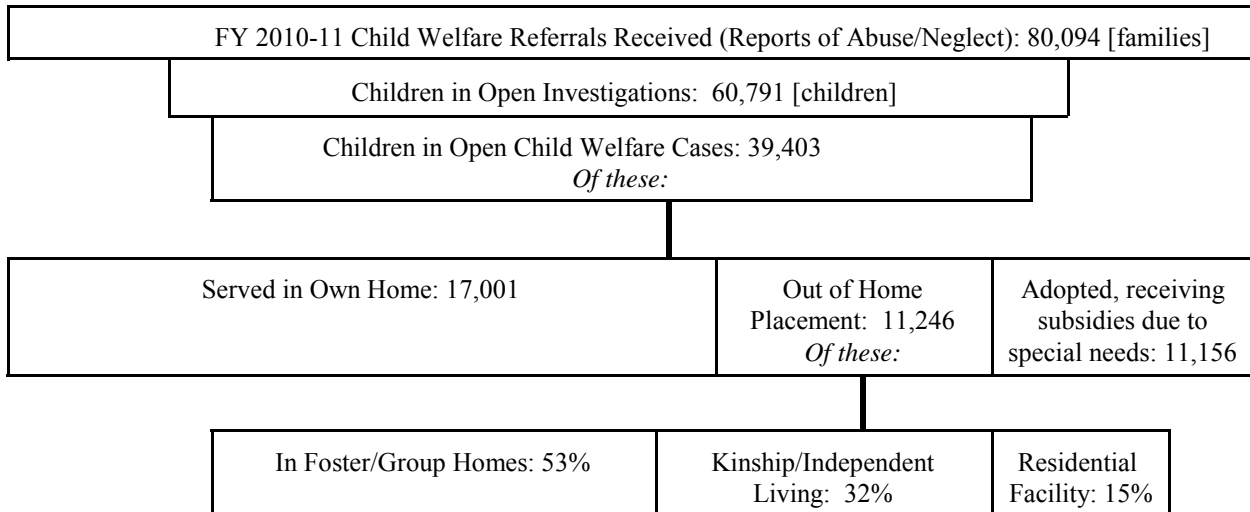 FY 2010-11 Child Welfare Referrals Received (Reports of Abuse/Neglect): 80,094 [families]
Children in Open Investigations: 60,791 [children]
Children in Open Child Welfare Cases: 39,403
Of these:
Served in Own Home: 17,001
Out of Home
Placement: 11,246
Of these:
Adopted, receiving
subsidies due to
special needs: 11,156
In Foster/Group Homes: 53%
Kinship/Independent
Living: 32%
Residential
Facility: 15%